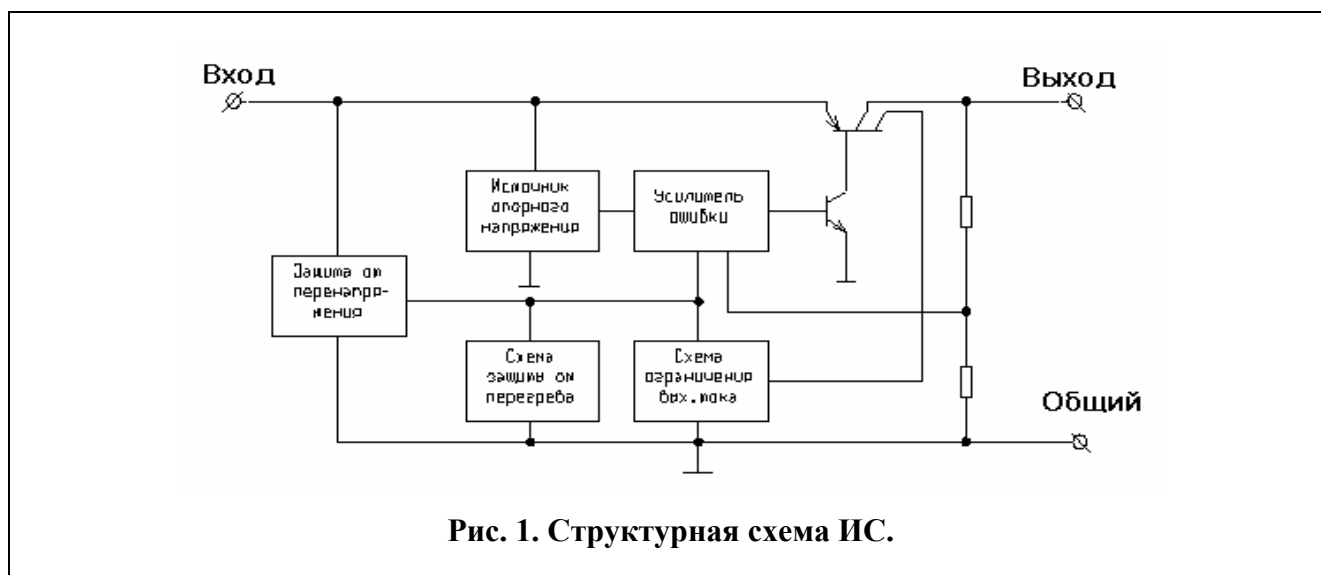 Вход
Выход
Источник
опорного
напряжения
Усилитель
ошибки
Защита от
перенапря-
жения
Схема
защиты от
перегрева
Схема
ограничения
вых.тока
Общий
Рис. 1. Структурная схема ИС.